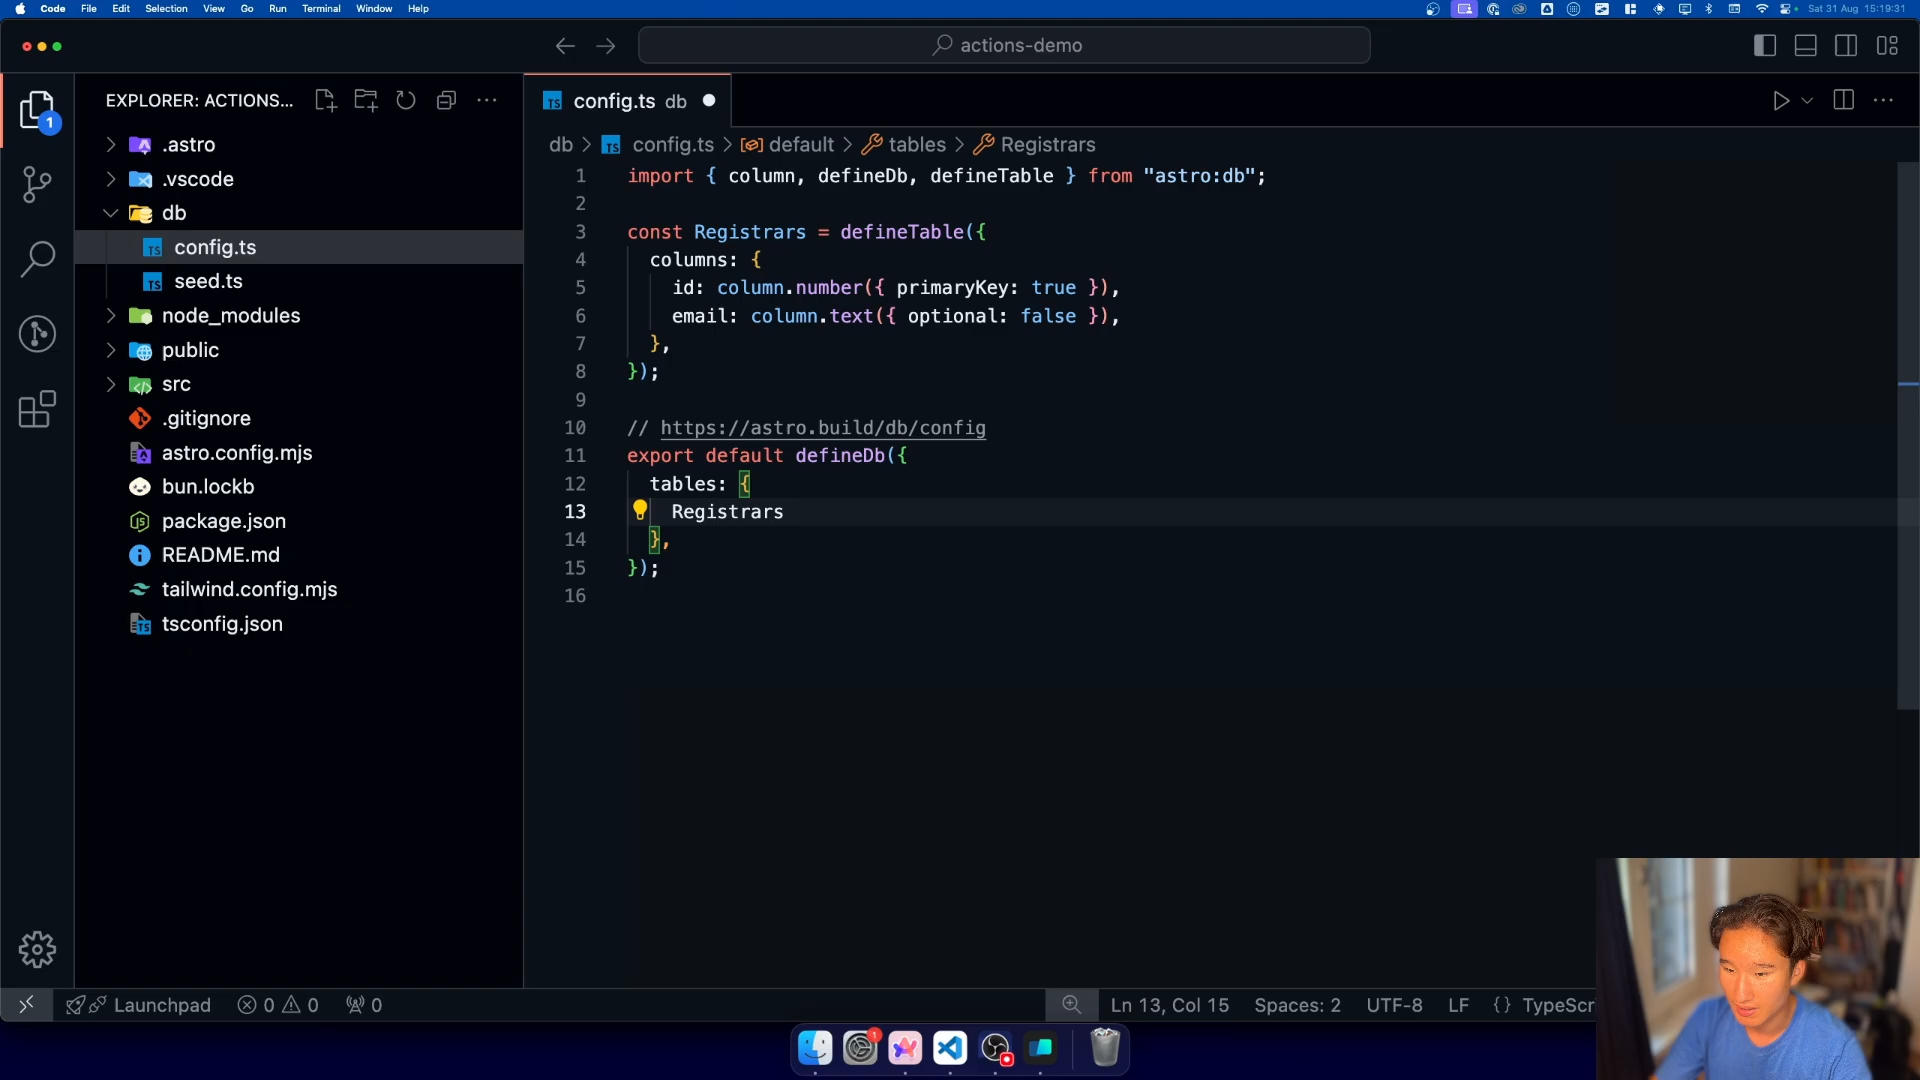 Code File Edit Selection View Go Run Terminal Window Help
Sat 31 Aug 15:19:31
actions-demo
1
EXPLORER: ACTIONS...
.astro
.vscode
db
config.ts
seed.ts
node_modules
public
src
.gitignore
astro.config.mjs
bun.lockb
package.json
README.md
tailwind.config.mjs
tsconfig.json
config.ts db
db > config.ts > default > tables > Registrars
1 import { column, defineDb, defineTable } from "astro:db";
2
3 const Registrars = defineTable({
4 columns: {
5 id: column.number({ primaryKey: true }),
6 email: column.text({ optional: false }),
7 },
8 });
9
10 // https://astro.build/db/config
11 export default defineDb({
12 tables: {
13 Registrars
14 },
15 });
16
Launchpad 0 0 0
Ln 13, Col 15 Spaces: 2 UTF-8 LF {} TypeScr
1